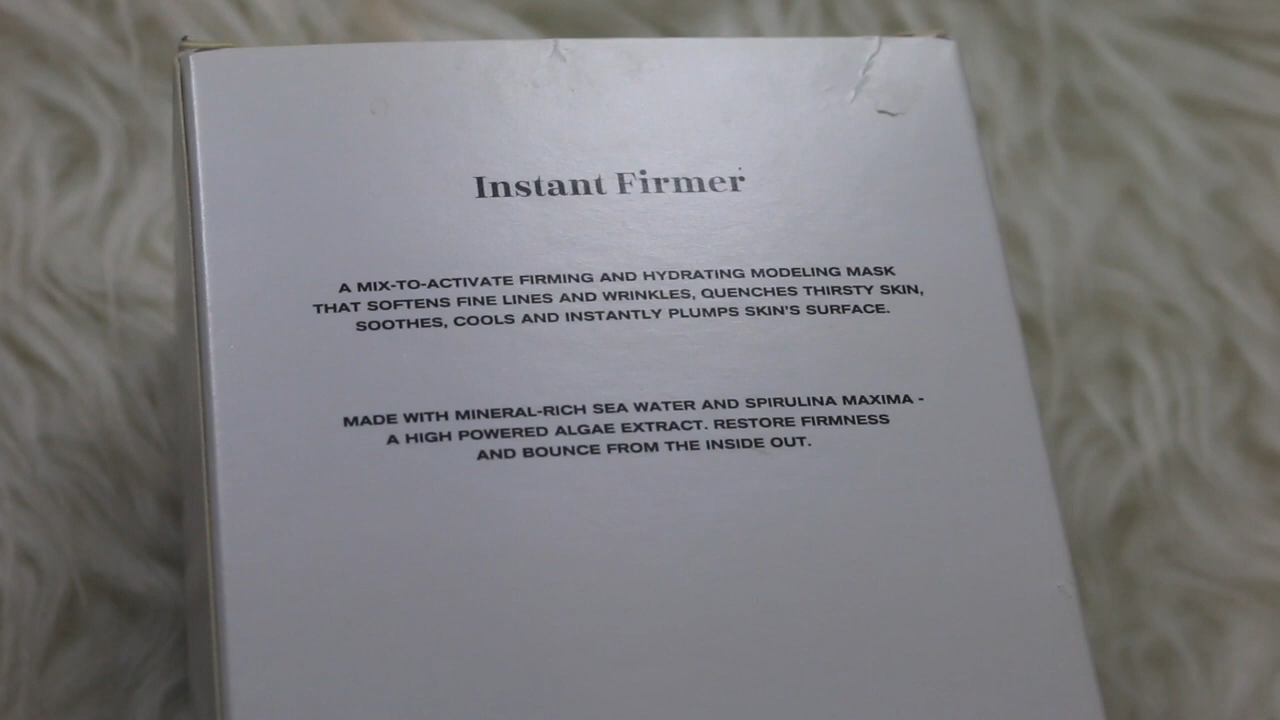 Instant Firmer
A MIX-TO-ACTIVATE FIRMING AND HYDRATING MODELING MASK
THAT SOFTENS FINE LINES AND WRINKLES, QUENCHES THIRSTY SKIN,
SOOTHES, COOLS AND INSTANTLY PLUMPS SKIN'S SURFACE.
MADE WITH MINERAL-RICH SEA WATER AND SPIRULINA MAXIMA -
A HIGH POWERED ALGAE EXTRACT. RESTORE FIRMNESS
AND BOUNCE FROM THE INSIDE OUT.